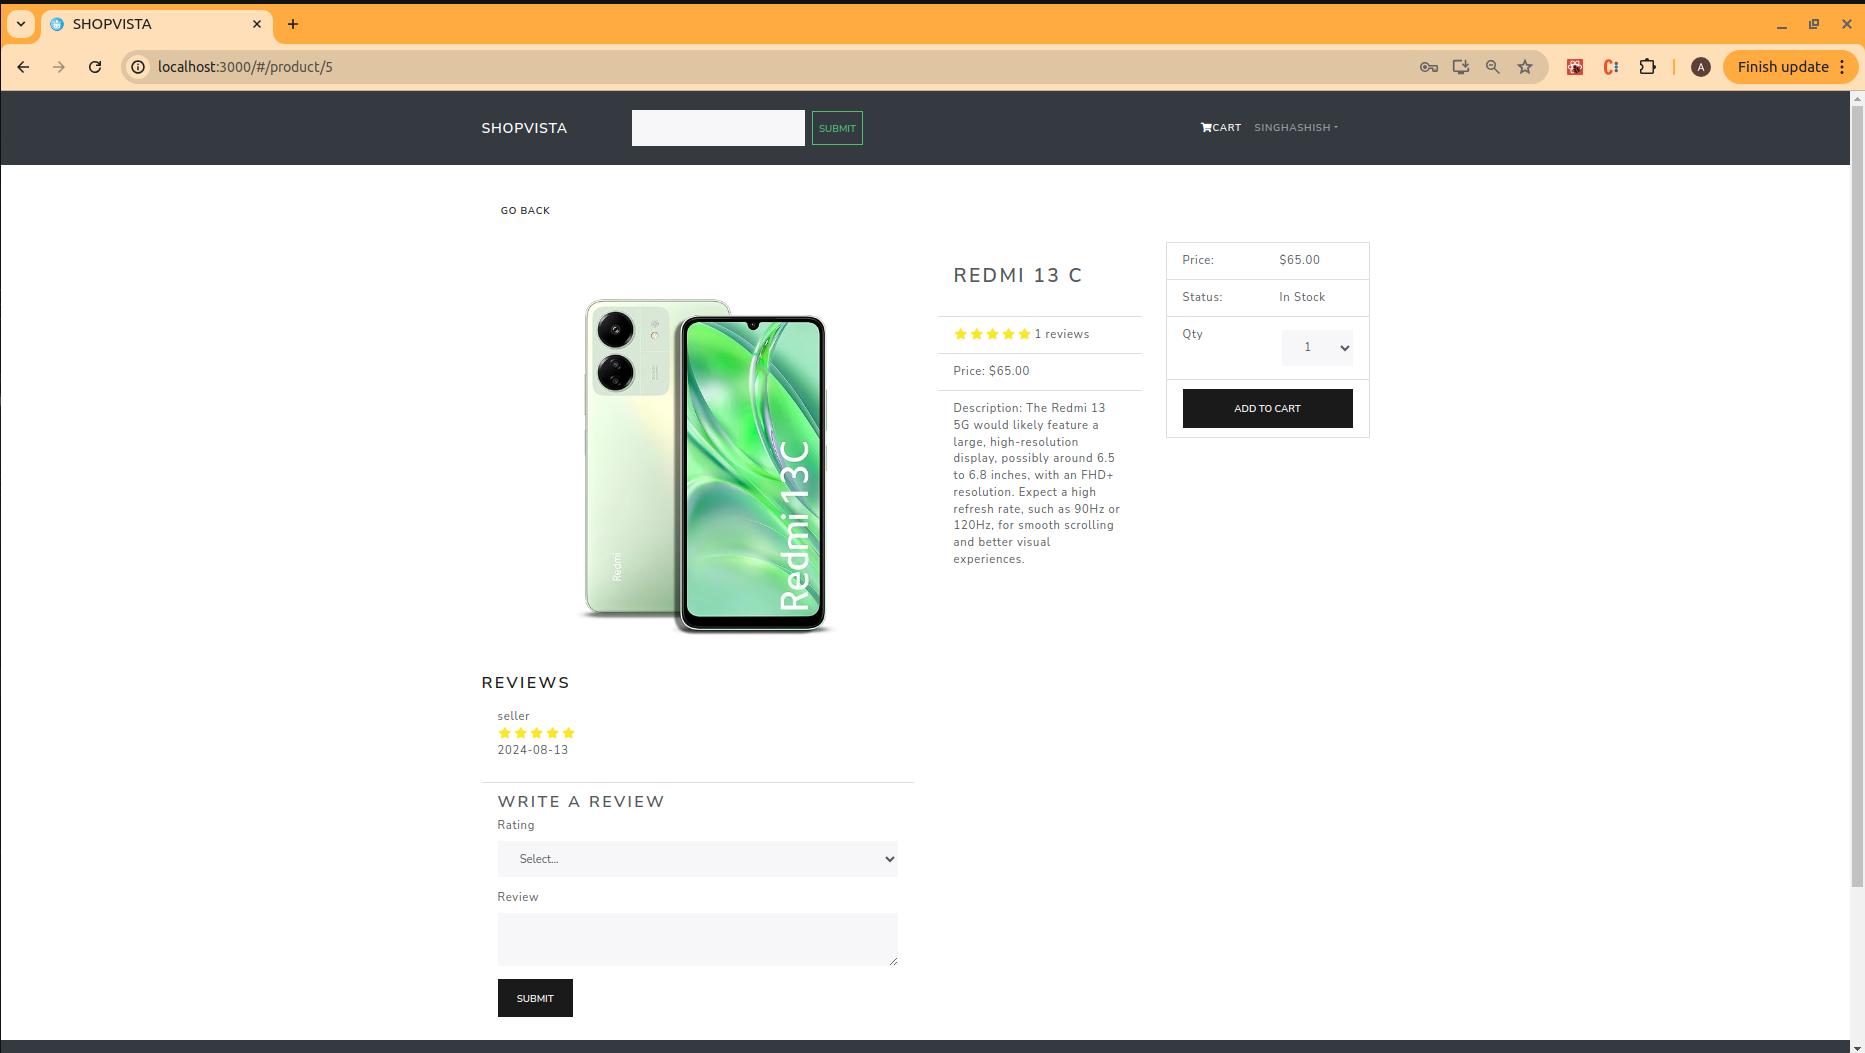 SHOPVISTA
localhost:3000/#/product/5
A
Finish update
SHOPVISTA
SUBMIT
CART
SINGHASHISH
GO BACK
REDMI 13 C
1 reviews
Price: $65.00
Description: The Redmi 13
5G would likely feature a
large, high-resolution
display, possibly around 6.5
to 6.8 inches, with an FHD+
resolution. Expect a high
refresh rate, such as 90Hz or
120Hz, for smooth scrolling
and better visual
experiences.
Price: $65.00
Status: In Stock
Qty 1
ADD TO CART
Redmi
Redmi 13C
REVIEWS
seller
2024-08-13
WRITE A REVIEW
Rating
Select...
Review
SUBMIT